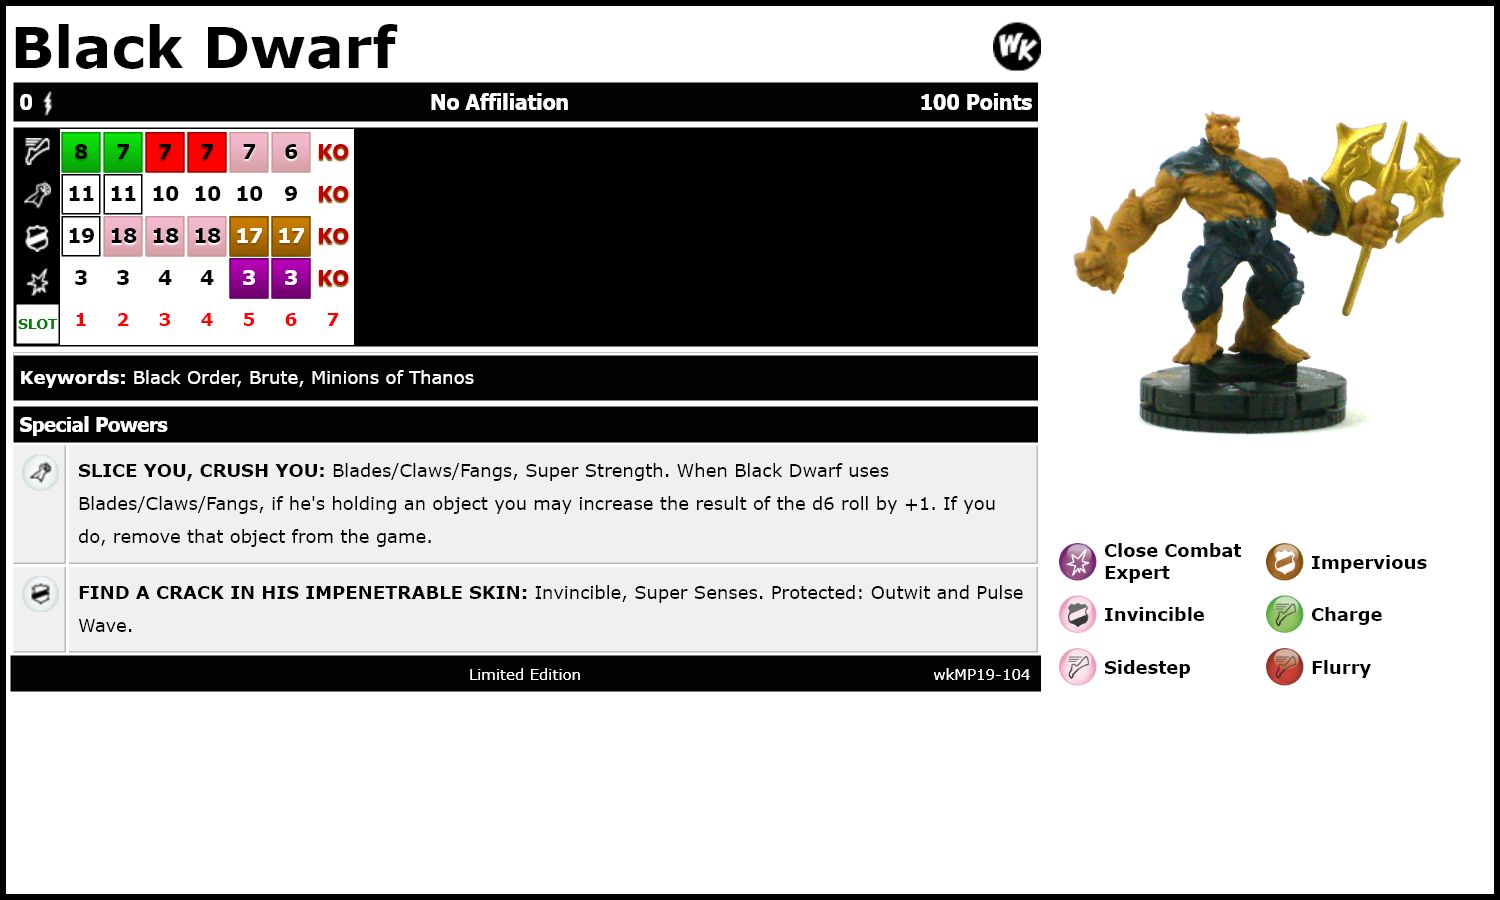 Black Dwarf
WK
0 No Affiliation 100 Points
8 7 7 7 7 6 KO
11 11 10 10 10 9 KO
19 18 18 18 17 17 KO
3 3 4 4 3 3 KO
SLOT 1 2 3 4 5 6 7
Keywords: Black Order, Brute, Minions of Thanos
Special Powers
SLICE YOU, CRUSH YOU: Blades/Claws/Fangs, Super Strength. When Black Dwarf uses
Blades/Claws/Fangs, if he's holding an object you may increase the result of the d6 roll by +1. If you
do, remove that object from the game.
FIND A CRACK IN HIS IMPENETRABLE SKIN: Invincible, Super Senses. Protected: Outwit and Pulse
Wave.
Limited Edition wkMP19-104
Close Combat
Expert
Impervious
Invincible
Charge
Sidestep
Flurry